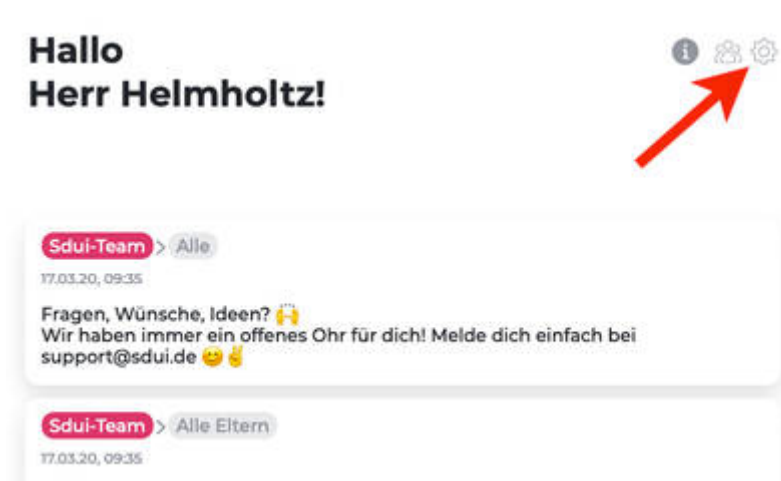 Hallo
Herr Helmholtz!
Sdui-Team > Alle
17.03.20, 09:35
Fragen, Wünsche, Ideen? 🙌
Wir haben immer ein offenes Ohr für dich! Melde dich einfach bei
support@sdui.de 😊✌️
Sdui-Team > Alle Eltern
17.03.20, 09:35